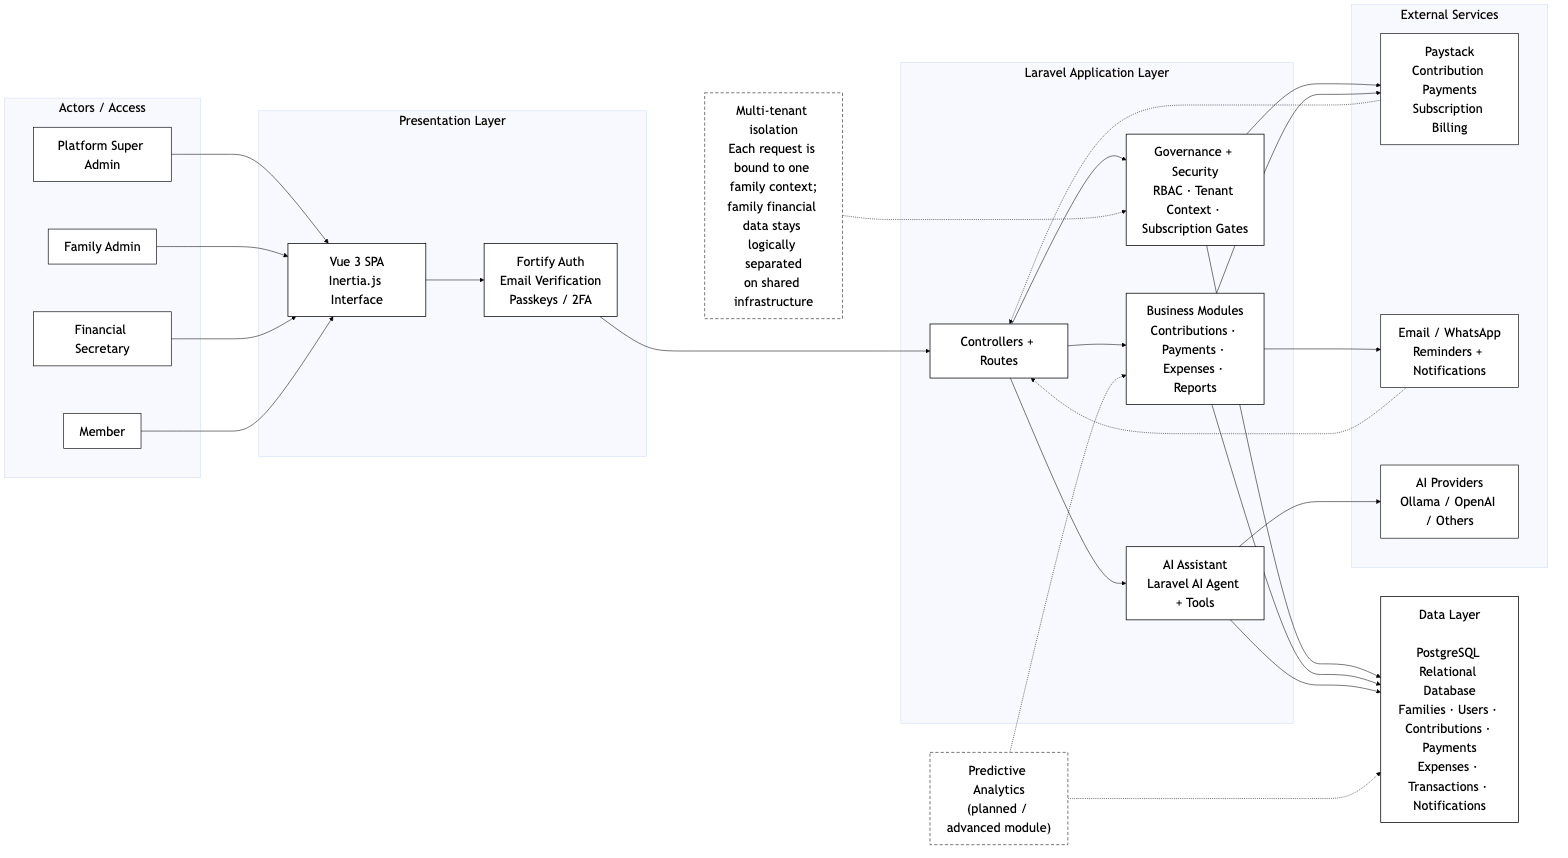 Actors / Access
Platform Super
Admin
Family Admin
Financial
Secretary
Member
Presentation Layer
Vue 3 SPA
Inertia.js
Interface
Fortify Auth
Email Verification
Passkeys / 2FA
Multi-tenant
isolation
Each request is
bound to one
family context;
family financial
data stays
logically
separated
on shared
infrastructure
Laravel Application Layer
Controllers +
Routes
Governance +
Security
RBAC · Tenant
Context ·
Subscription Gates
Business Modules
Contributions ·
Payments ·
Expenses ·
Reports
AI Assistant
Laravel AI Agent
+ Tools
Predictive
Analytics
(planned /
advanced module)
External Services
Paystack
Contribution
Payments
Subscription
Billing
Email / WhatsApp
Reminders +
Notifications
AI Providers
Ollama / OpenAI
/ Others
Data Layer
PostgreSQL
Relational
Database
Families · Users ·
Contributions ·
Payments
Expenses ·
Transactions ·
Notifications